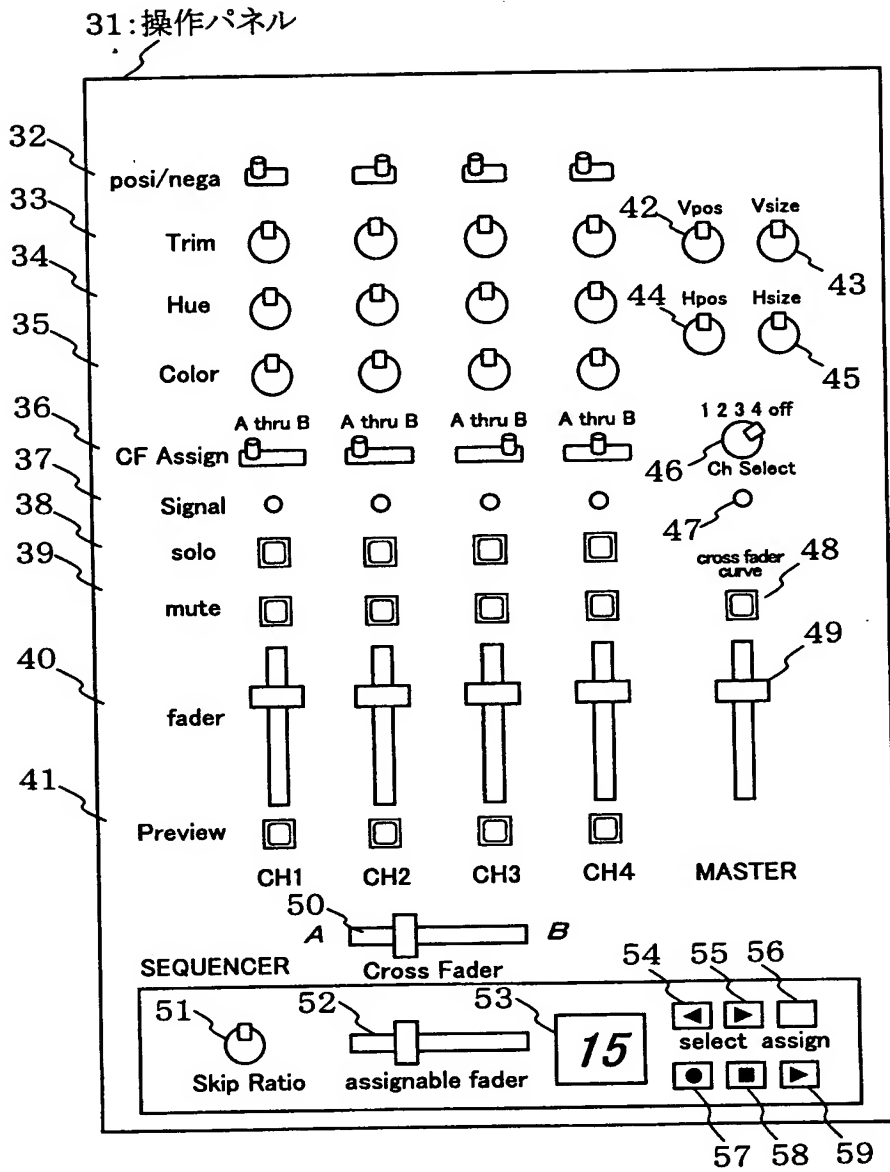 31:操作パネル
32
posi/nega
33
Trim
42
Vpos
Vsize
43
34
Hue
44
Hpos
Hsize
45
35
Color
36
A thru B
A thru B
A thru B
A thru B
CF Assign
1 2 3 4 off
46
Ch Select
37
Signal
47
38
solo
cross fader
curve
48
39
mute
40
fader
49
41
Preview
CH1
CH2
CH3
CH4
MASTER
50
A
B
Cross Fader
SEQUENCER
51
Skip Ratio
52
assignable fader
53
15
54
55
56
select assign
57
58
59